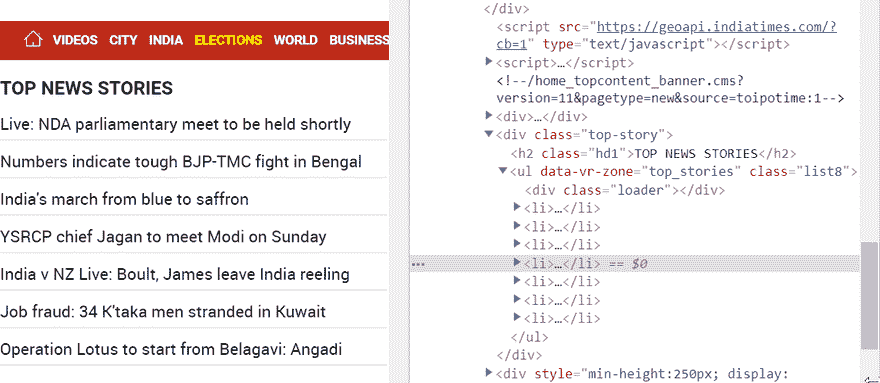 VIDEOS CITY INDIA ELECTIONS WORLD BUSINESS
TOP NEWS STORIES
Live: NDA parliamentary meet to be held shortly
Numbers indicate tough BJP-TMC fight in Bengal
India's march from blue to saffron
YSRCP chief Jagan to meet Modi on Sunday
India v NZ Live: Boult, James leave India reeling
Job fraud: 34 K'taka men stranded in Kuwait
Operation Lotus to start from Belagavi: Angadi
</div>
<script src="https://geoapi.indiatimes.com/?
cb=1" type="text/javascript"></script>
<script>…</script>
<!--/home_topcontent_banner.cms?
version=11&pagetype=new&source=toipotime:1-->
<div>…</div>
<div class="top-story">
<h2 class="hd1">TOP NEWS STORIES</h2>
<ul data-vr-zone="top_stories" class="list8">
<div class="loader"></div>
<li>…</li>
<li>…</li>
<li>…</li>
<li>…</li> == $0
<li>…</li>
<li>…</li>
<li>…</li>
</ul>
</div>
<div style="min-height:250px; display: